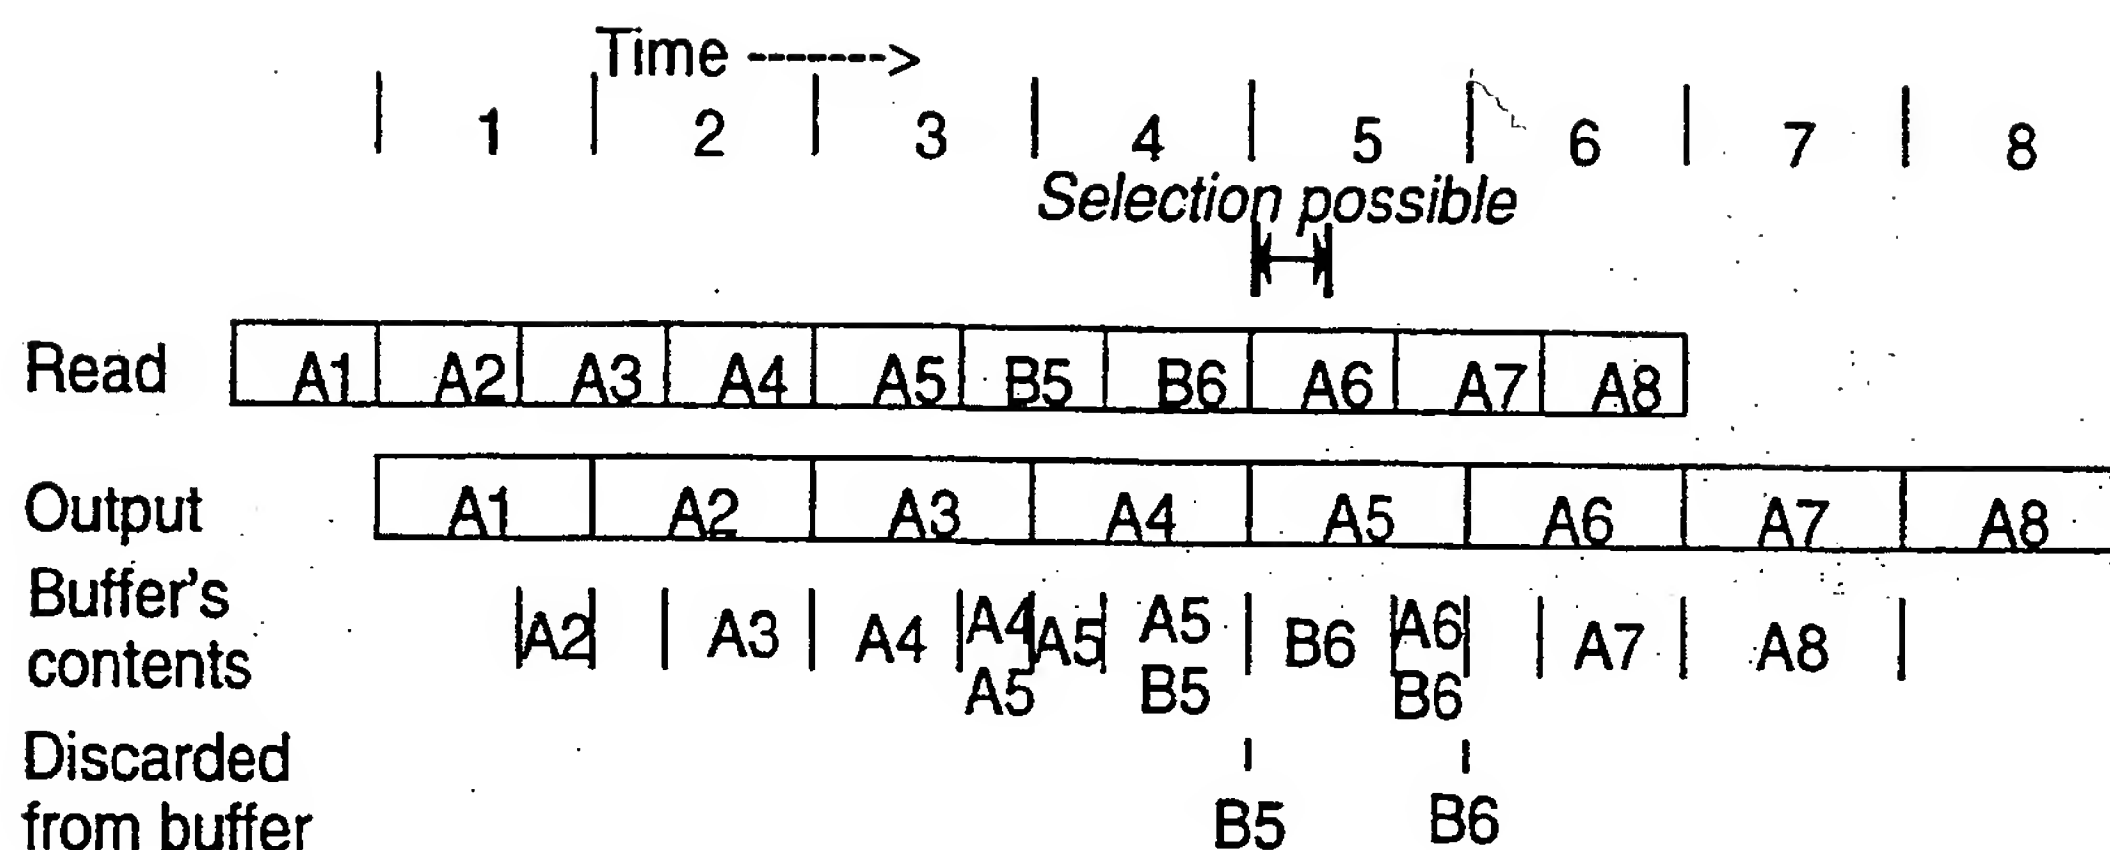 Time ------->
1 2 3 4 5 6 7 8
Selection possible
Read A1 A2 A3 A4 A5 B5 B6 A6 A7 A8
Output A1 A2 A3 A4 A5 A6 A7 A8
Buffer's
contents
A2 A3 A4 A4 A5 A5 B6 A6 A7 A8
A5 B5 B6
Discarded
from buffer
B5 B6